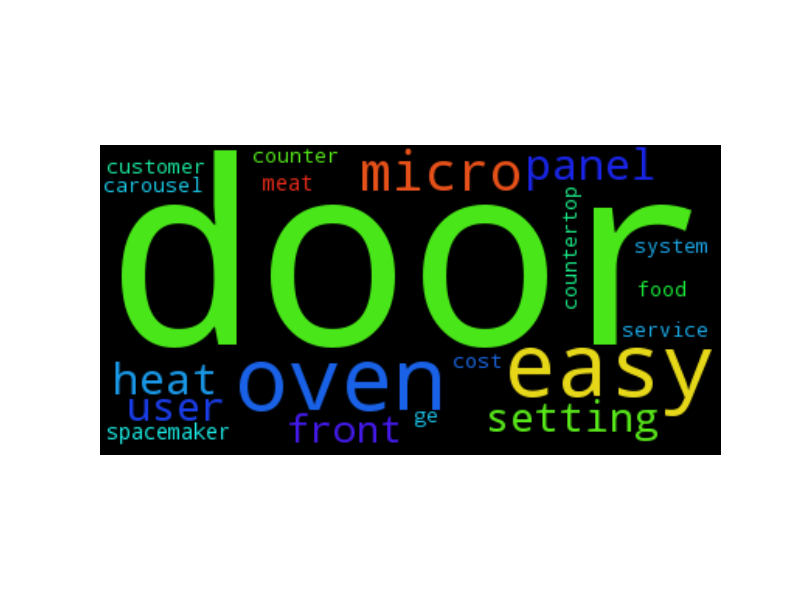 customer
counter
micro
panel
carousel
meat
door
countertop
system
food
service
heat
oven
cost
easy
user
front
ge
setting
spacemaker